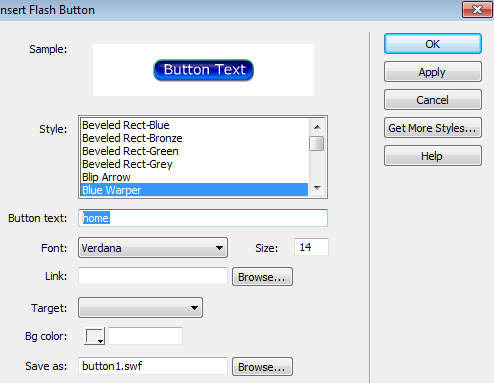 nsert Flash Button
OK
Sample:
Button Text
Apply
Cancel
Style:
Beveled Rect-Blue
Beveled Rect-Bronze
Beveled Rect-Green
Beveled Rect-Grey
Blip Arrow
Blue Warper
Get More Styles...
Help
Button text:
home
Font:
Verdana
Size:
14
Link:
Browse...
Target:
Bg color:
Save as:
button1.swf
Browse...